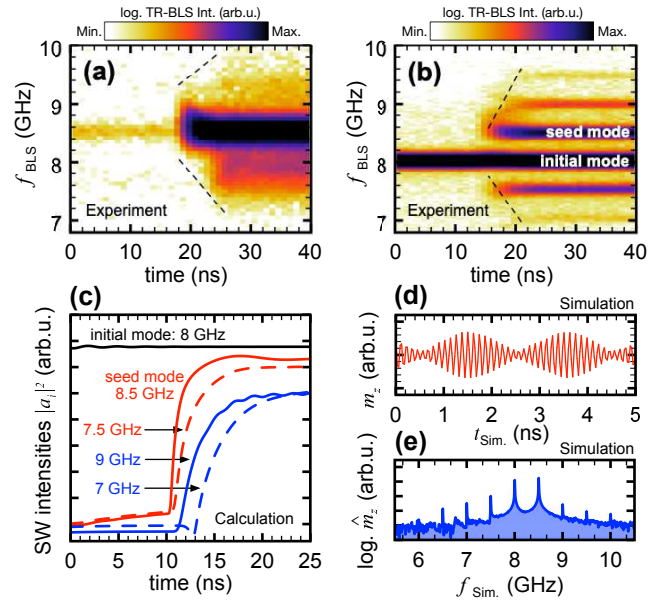 log. TR-BLS Int. (arb.u.)
Min. Max.
(a)
10
9
8
7
f BLS (GHz)
Experiment
0 10 20 30 40
time (ns)
log. TR-BLS Int. (arb.u.)
Min. Max.
(b)
10
9
8
7
f BLS (GHz)
seed mode
initial mode
Experiment
0 10 20 30 40
time (ns)
(c)
SW intensities |a_i|²  (arb.u.)
initial mode: 8 GHz
seed mode
8.5 GHz
7.5 GHz
9 GHz
7 GHz
Calculation
0 5 10 15 20 25
time (ns)
(d)
Simulation
m_z (arb.u.)
0 1 2 3 4 5
t Sim. (ns)
(e)
Simulation
log. m̂_z (arb.u.)
6 7 8 9 10
f Sim. (GHz)